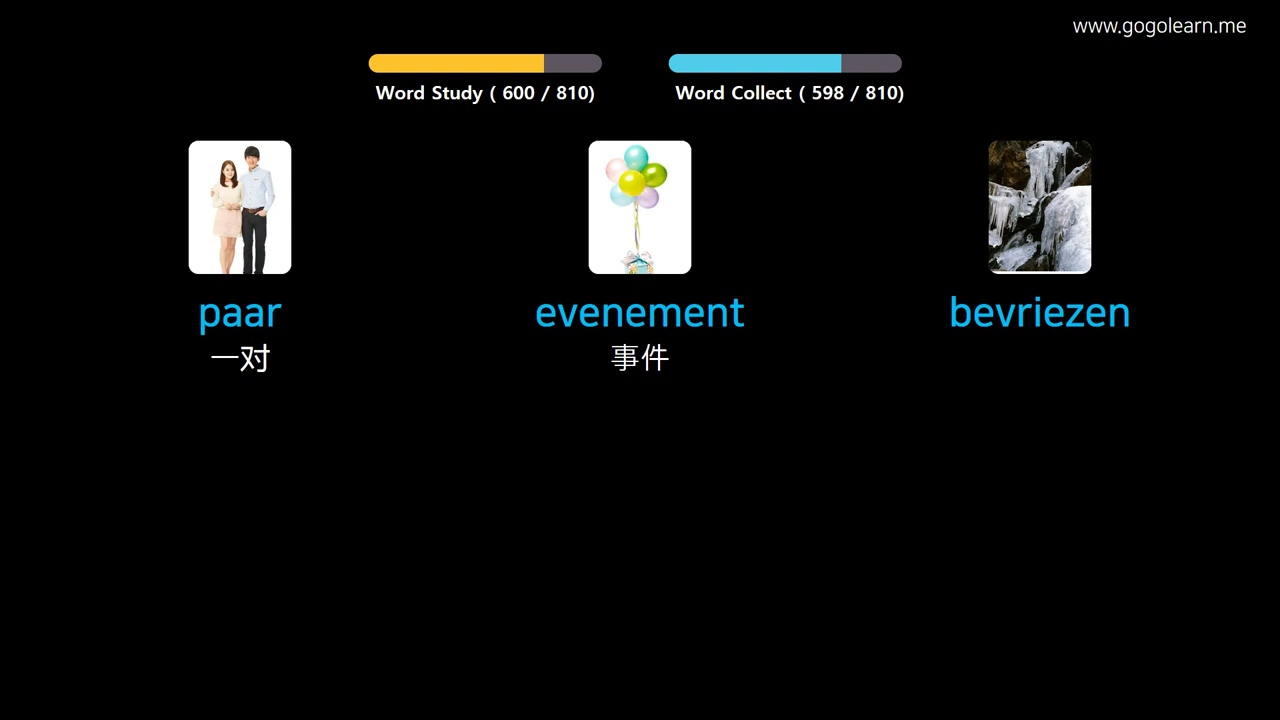 www.gogolearn.me
Word Study ( 600 / 810)
Word Collect ( 598 / 810)
paar
evenement
bevriezen
一对
事件